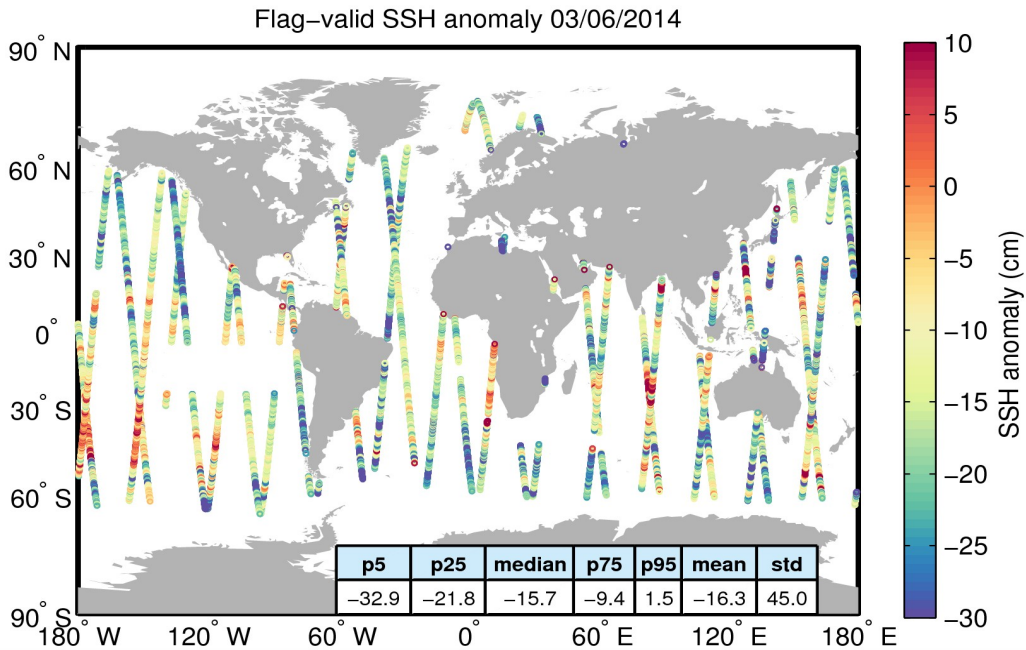 Flag−valid SSH anomaly 03/06/2014
90° N
60° N
30° N
0°
30° S
60° S
90° S
180° W
120° W
60° W
0°
60° E
120° E
180° E
p5 p25 median p75 p95 mean std
−32.9 −21.8 −15.7 −9.4 1.5 −16.3 45.0
10
5
0
−5
−10
−15
−20
−25
−30
SSH anomaly (cm)